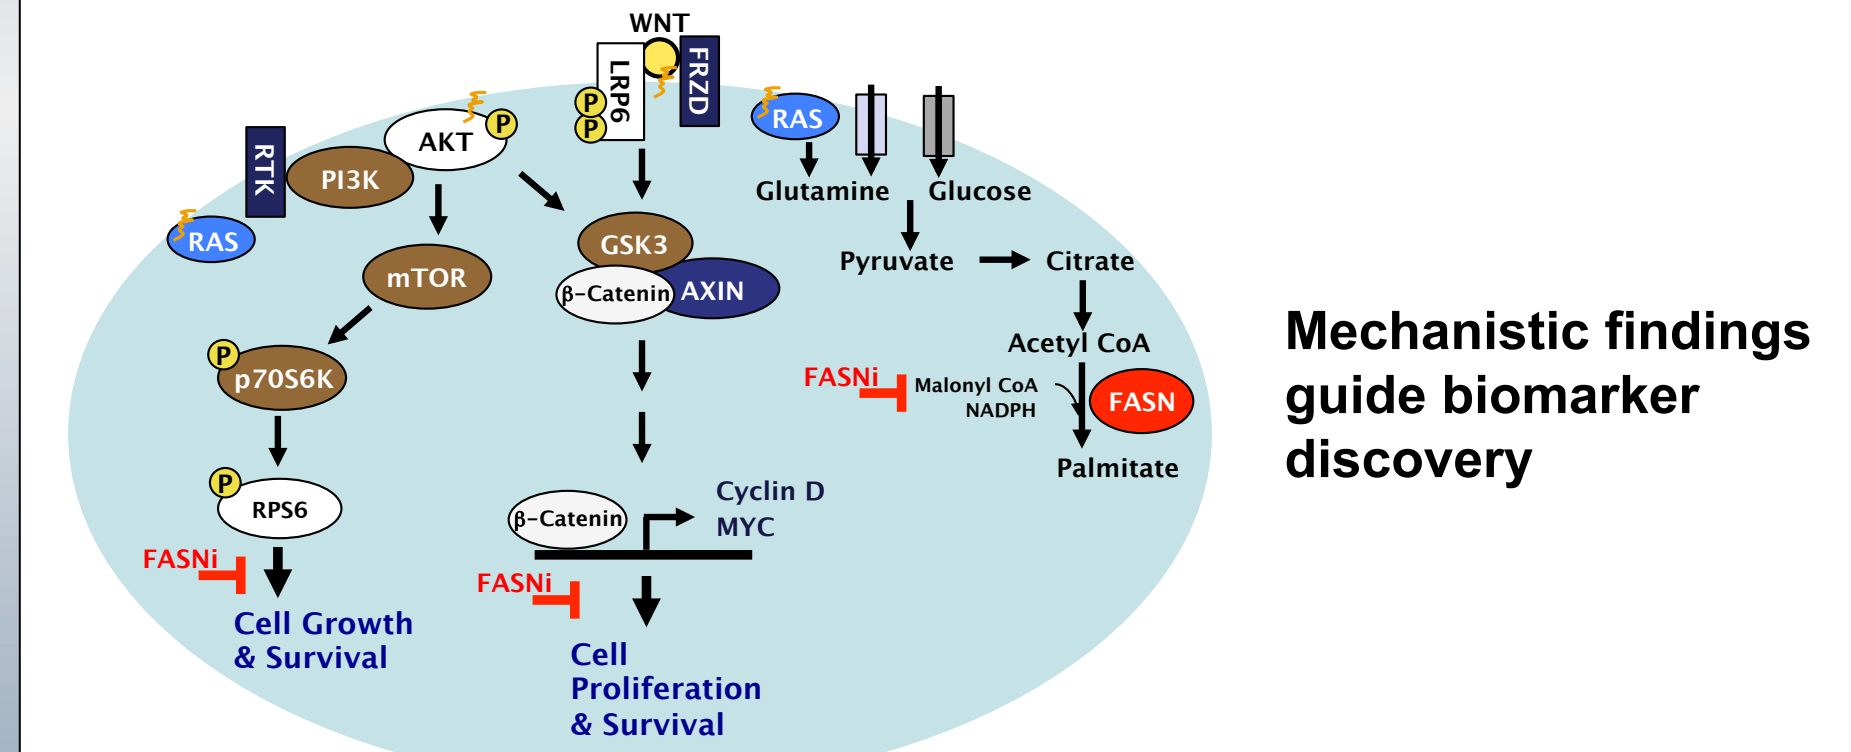 WNT
LRP6
FRZD
P
P
RAS
AKT
P
RTK
PI3K
RAS
Glutamine
Glucose
GSK3
mTOR
β-Catenin
AXIN
Pyruvate
Citrate
Acetyl CoA
P
p70S6K
FASNi
Malonyl CoA
NADPH
FASN
Palmitate
P
RPS6
β-Catenin
Cyclin D
MYC
FASNi
Cell Growth
& Survival
FASNi
Cell
Proliferation
& Survival
Mechanistic findings
guide biomarker
discovery